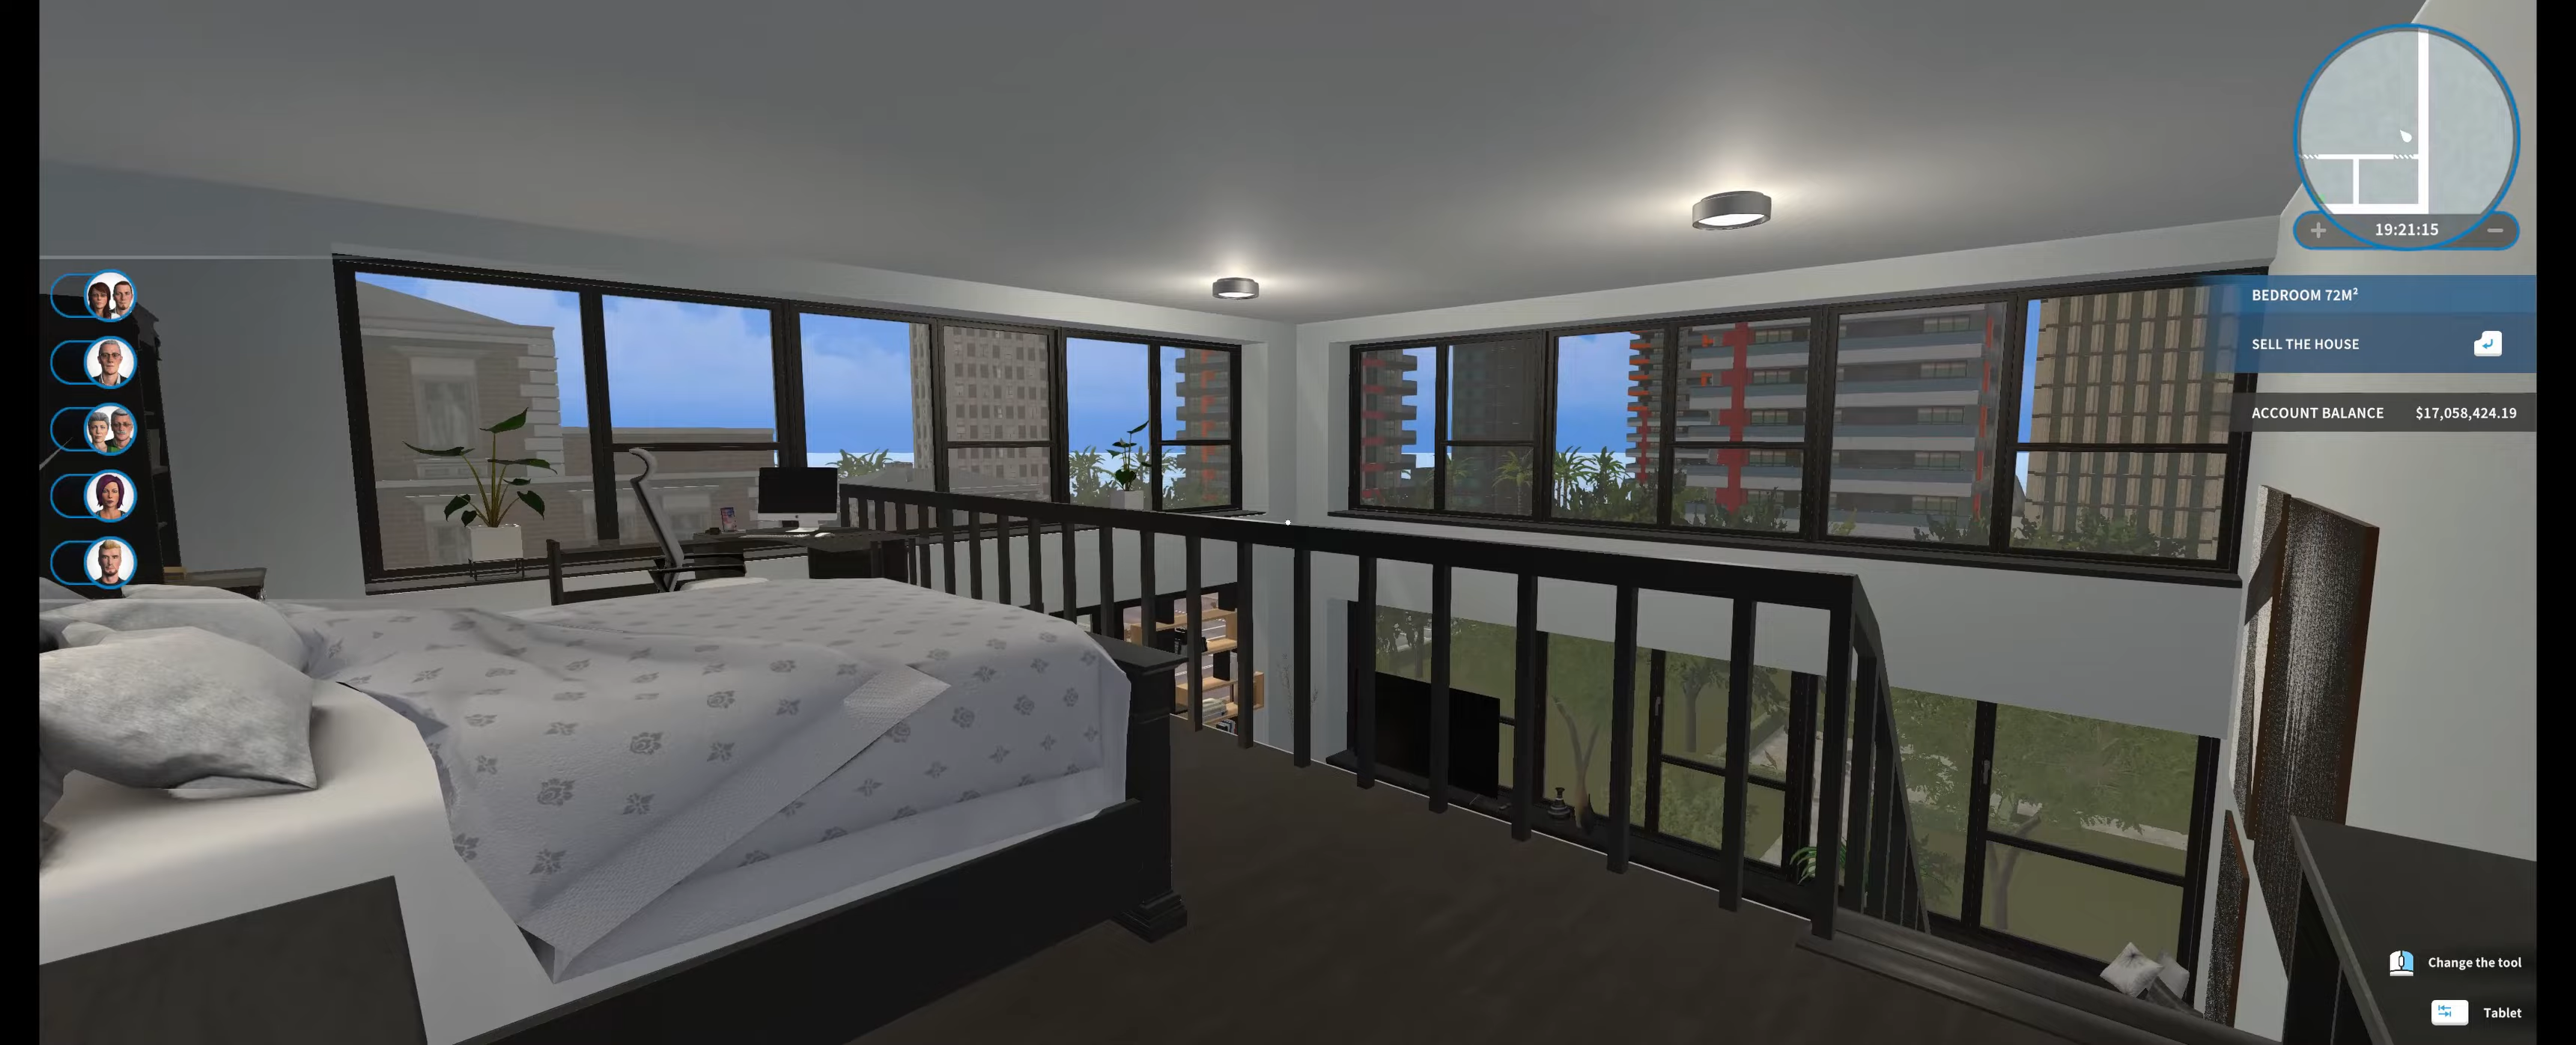 19:21:15
BEDROOM 72M²
SELL THE HOUSE
ACCOUNT BALANCE $17,058,424.19
Change the tool
Tablet